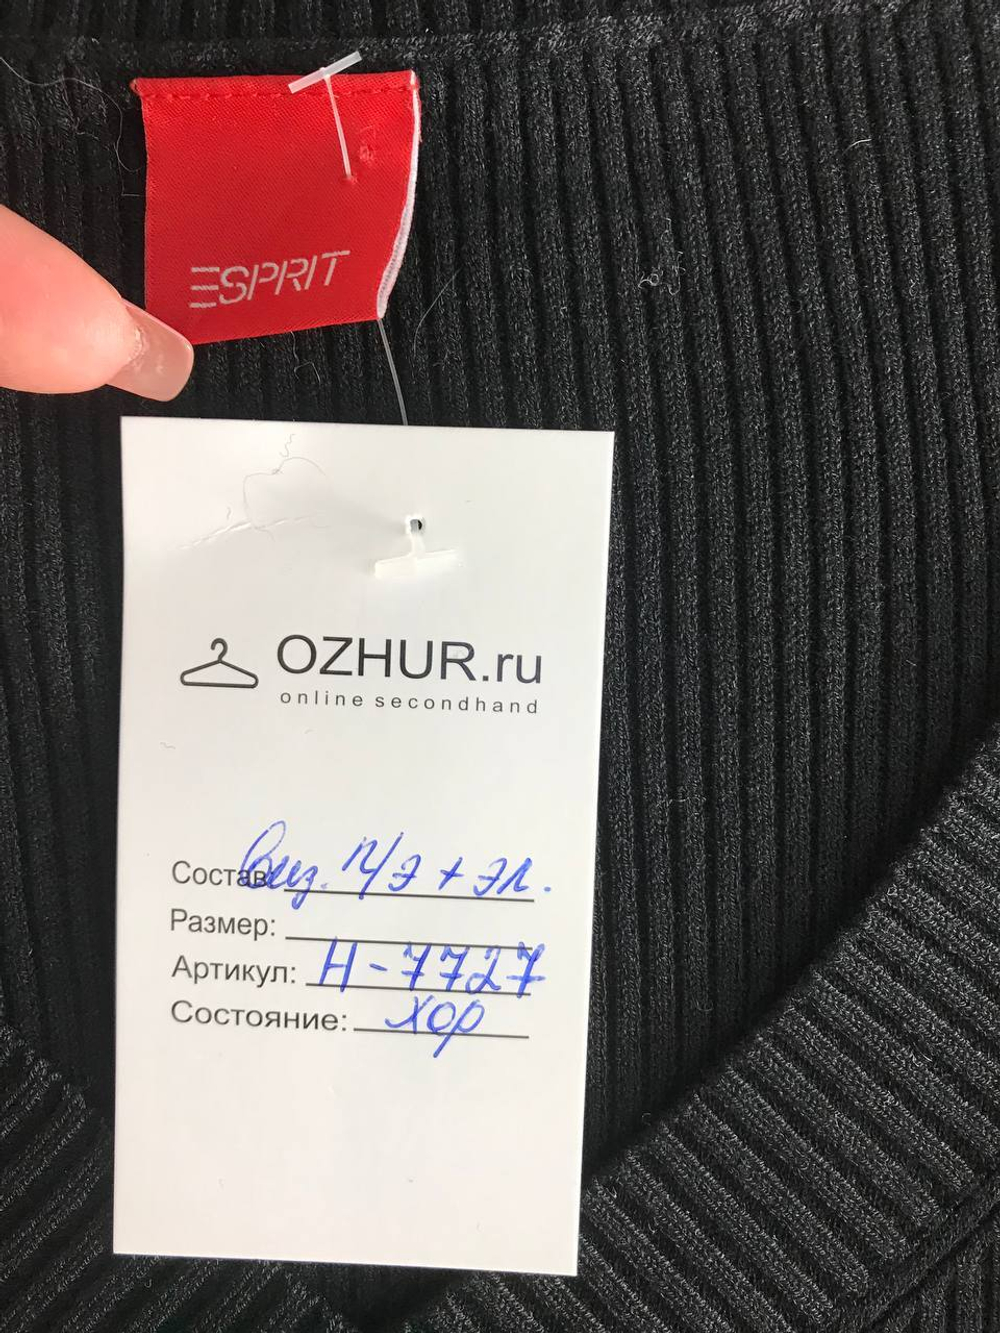 ESPRIT
OZHUR.ru
online secondhand
Состав: Виз. П/Э + эл.
Размер:
Артикул: Н-7727
Состояние: хор